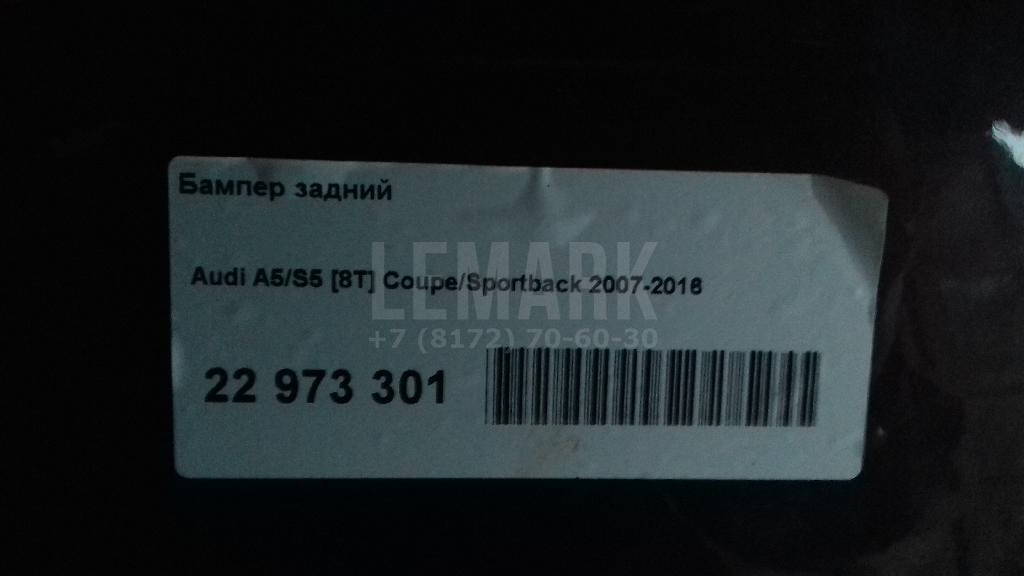 Бампер задний
Audi A5/S5 [8T] Coupe/Sportback 2007-2016
LEMARK
+7 (8172) 70-60-30
22 973 301